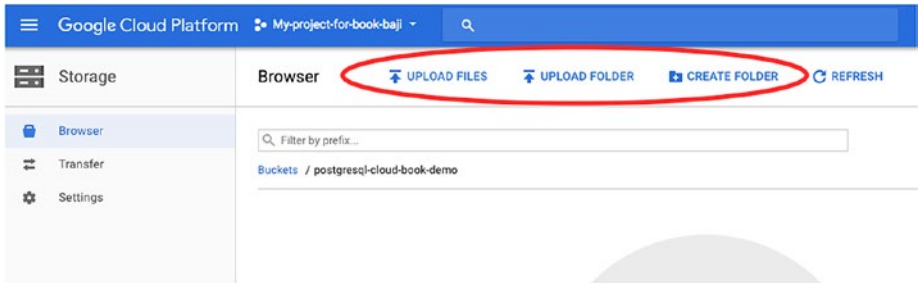 Google Cloud Platform My-project-for-book-baji
Storage Browser UPLOAD FILES UPLOAD FOLDER CREATE FOLDER REFRESH
Browser
Filter by prefix...
Transfer
Buckets / postgresql-cloud-book-demo
Settings